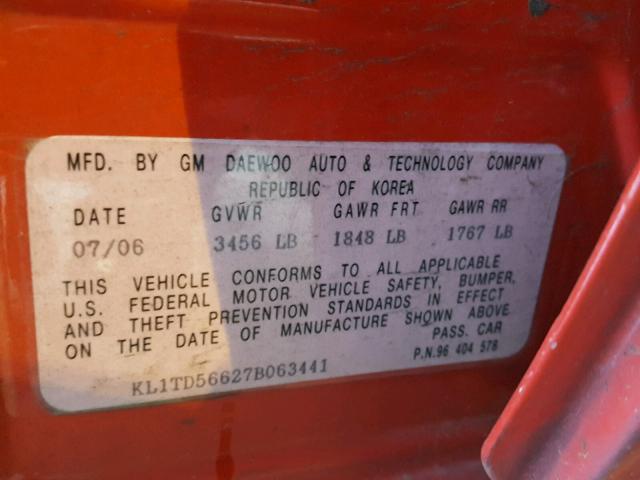 MFD. BY GM DAEWOO AUTO & TECHNOLOGY COMPANY
REPUBLIC OF KOREA
DATE GVWR GAWR FRT GAWR RR
07/06 3456 LB 1848 LB 1767 LB
THIS VEHICLE CONFORMS TO ALL APPLICABLE
U.S. FEDERAL MOTOR VEHICLE SAFETY, BUMPER,
AND THEFT PREVENTION STANDARDS IN EFFECT
ON THE DATE OF MANUFACTURE SHOWN ABOVE
PASS. CAR
P.N.96 404 578
KL1TD56627B063441